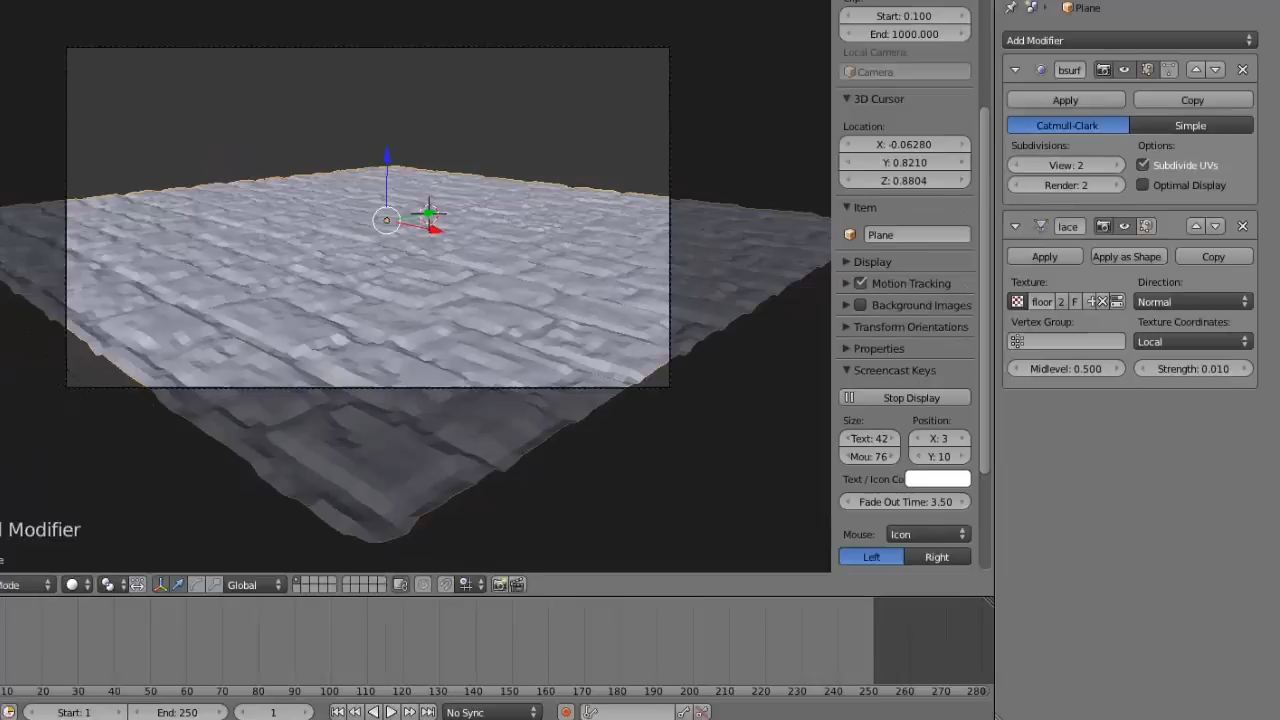 Start: 0.100
End: 1000.000
Local Camera:
Camera
3D Cursor
Location:
X: -0.06280
Y: 0.8210
Z: 0.8804
Item
Plane
Display
Motion Tracking
Background Images
Transform Orientations
Properties
Screencast Keys
Stop Display
Size: Position:
Text: 42 X: 3
Mou: 76 Y: 10
Text / Icon Co
Fade Out Time: 3.50
Mouse: Icon
Left Right
Plane
Add Modifier
bsurf
Apply Copy
Catmull-Clark Simple
Subdivisions: Options:
View: 2 Subdivide UVs
Render: 2 Optimal Display
lace
Apply Apply as Shape Copy
Texture: Direction:
floor 2 F Normal
Vertex Group: Texture Coordinates:
Local
Midlevel: 0.500 Strength: 0.010
Modifier
Global
10 20 30 40 50 60 70 80 90 100 110 120 130 140 150 160 170 180 190 200 210 220 230 240 250 260 270 280
Start: 1 End: 250 1 No Sync